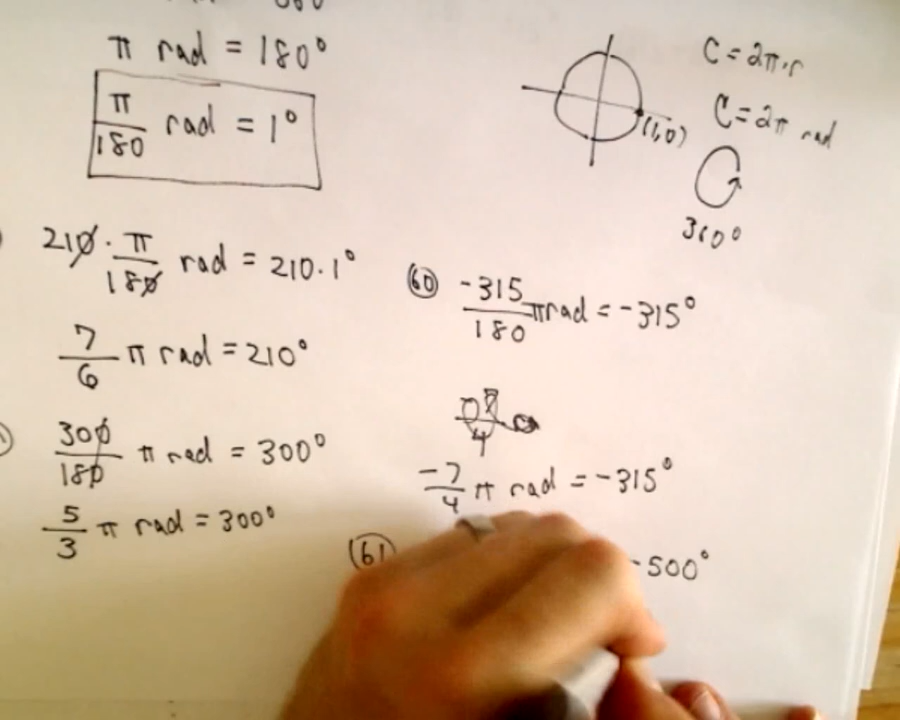 π rad = 180°
π/180 rad = 1°
C = 2π·r
C = 2π rad
(1,0)
360°
210 · π/180 rad = 210·1°
7/6 π rad = 210°
300/180 π rad = 300°
5/3 π rad = 300°
60 -315/180 π rad = -315°
-7/4 π rad = -315°
61 -500°